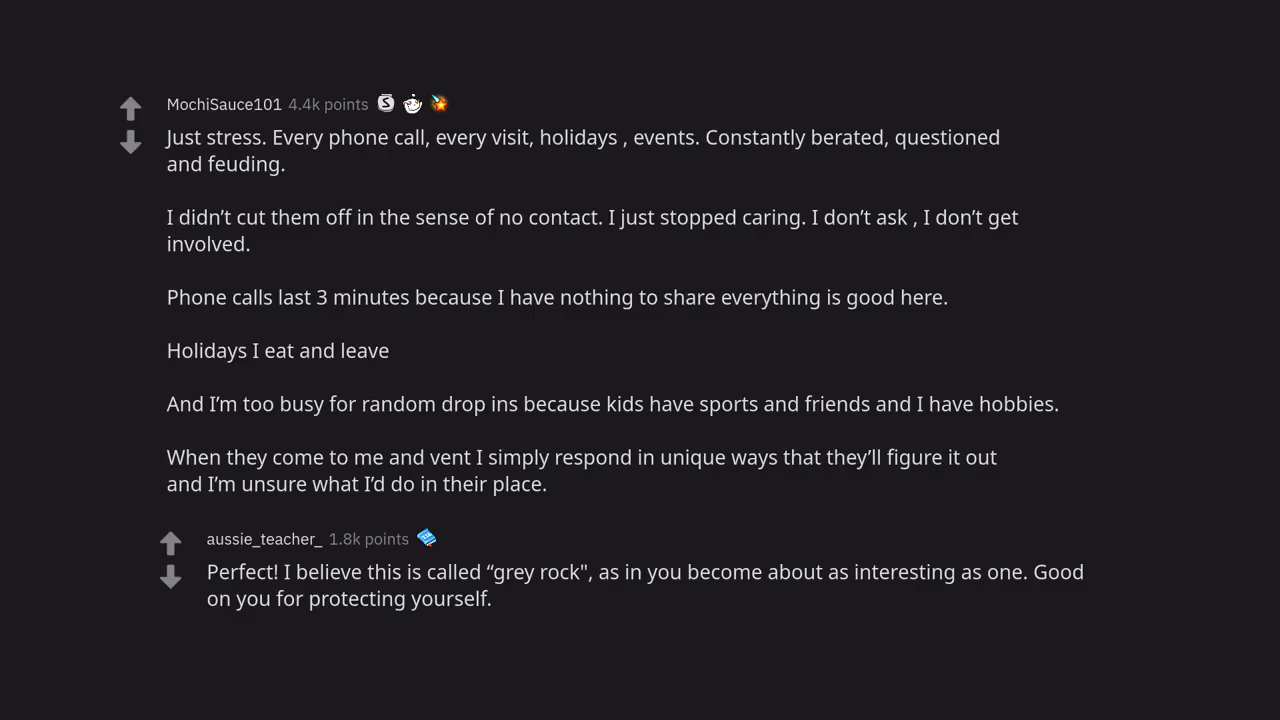 MochiSauce101 4.4k points
Just stress. Every phone call, every visit, holidays , events. Constantly berated, questioned
and feuding.
I didn’t cut them off in the sense of no contact. I just stopped caring. I don’t ask , I don’t get
involved.
Phone calls last 3 minutes because I have nothing to share everything is good here.
Holidays I eat and leave
And I’m too busy for random drop ins because kids have sports and friends and I have hobbies.
When they come to me and vent I simply respond in unique ways that they’ll figure it out
and I’m unsure what I’d do in their place.
aussie_teacher_ 1.8k points
Perfect! I believe this is called “grey rock", as in you become about as interesting as one. Good
on you for protecting yourself.